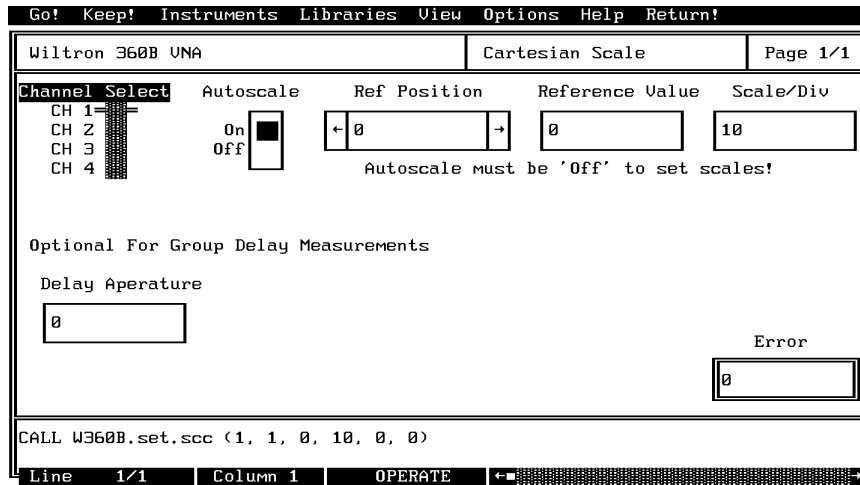 Go! Keep! Instruments Libraries View Options Help Return!
Wiltron 360B VNA
Cartesian Scale
Page 1/1
Channel Select
CH 1
CH 2
CH 3
CH 4
Autoscale
On
Off
Ref Position
← 0 →
Reference Value
0
Scale/Div
10
Autoscale must be 'Off' to set scales!
Optional For Group Delay Measurements
Delay Aperature
0
Error
0
CALL W360B.set.scc (1, 1, 0, 10, 0, 0)
Line 1/1 Column 1 OPERATE